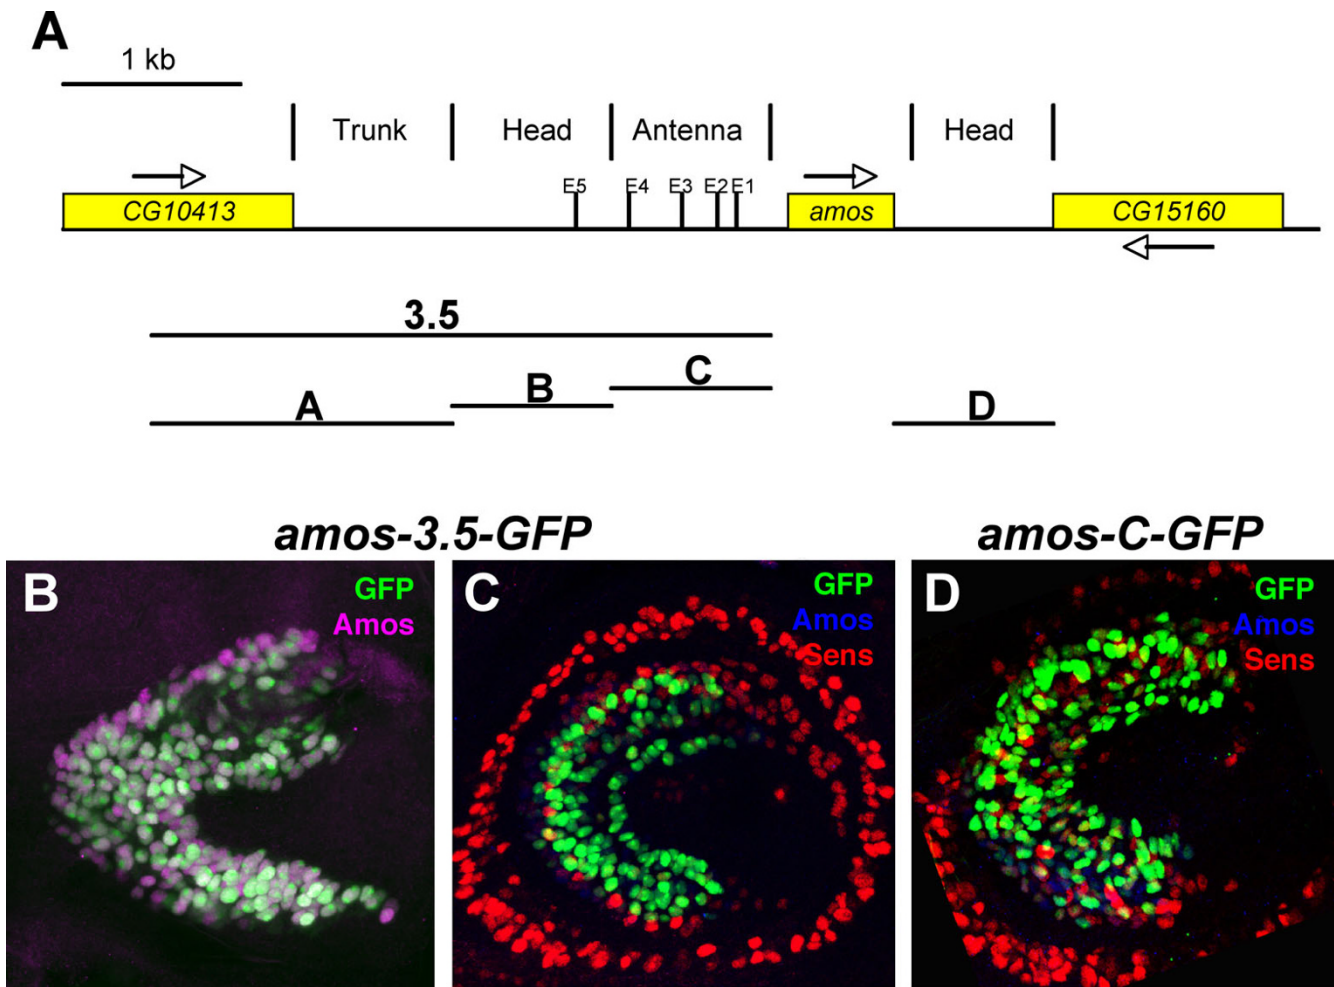 A
1 kb
Trunk Head Antenna Head
E5 E4 E3 E2 E1
CG10413 amos CG15160
3.5
C
B
A D
amos-3.5-GFP amos-C-GFP
B GFP C GFP D GFP
Amos Amos Amos
Sens Sens